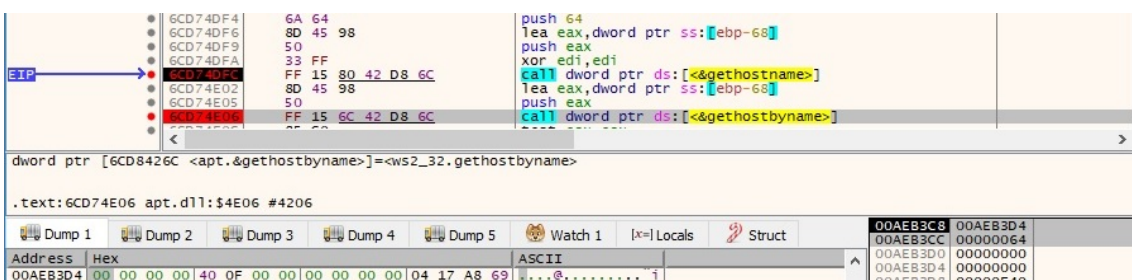 6CD74DF4 6A 64 push 64
6CD74DF6 8D 45 98 lea eax,dword ptr ss:[ebp-68]
6CD74DF9 50 push eax
6CD74DFA 33 FF xor edi,edi
EIP 6CD74DFC FF 15 80 42 D8 6C call dword ptr ds:[<&gethostname>]
6CD74E02 8D 45 98 lea eax,dword ptr ss:[ebp-68]
6CD74E05 50 push eax
6CD74E06 FF 15 6C 42 D8 6C call dword ptr ds:[<&gethostbyname>]
dword ptr [6CD8426C <apt.&gethostbyname>]=<ws2_32.gethostbyname>
.text:6CD74E06 apt.dll:$4E06 #4206
Dump 1 Dump 2 Dump 3 Dump 4 Dump 5 Watch 1 [x=] Locals Struct
Address Hex ASCII
00AEB3D4 00 00 00 00 40 0F 00 00 00 00 00 00 04 17 A8 69 ....@.........¨i
00AEB3C8 00AEB3D4
00AEB3CC 00000064
00AEB3D0 00000000
00AEB3D4 00000000